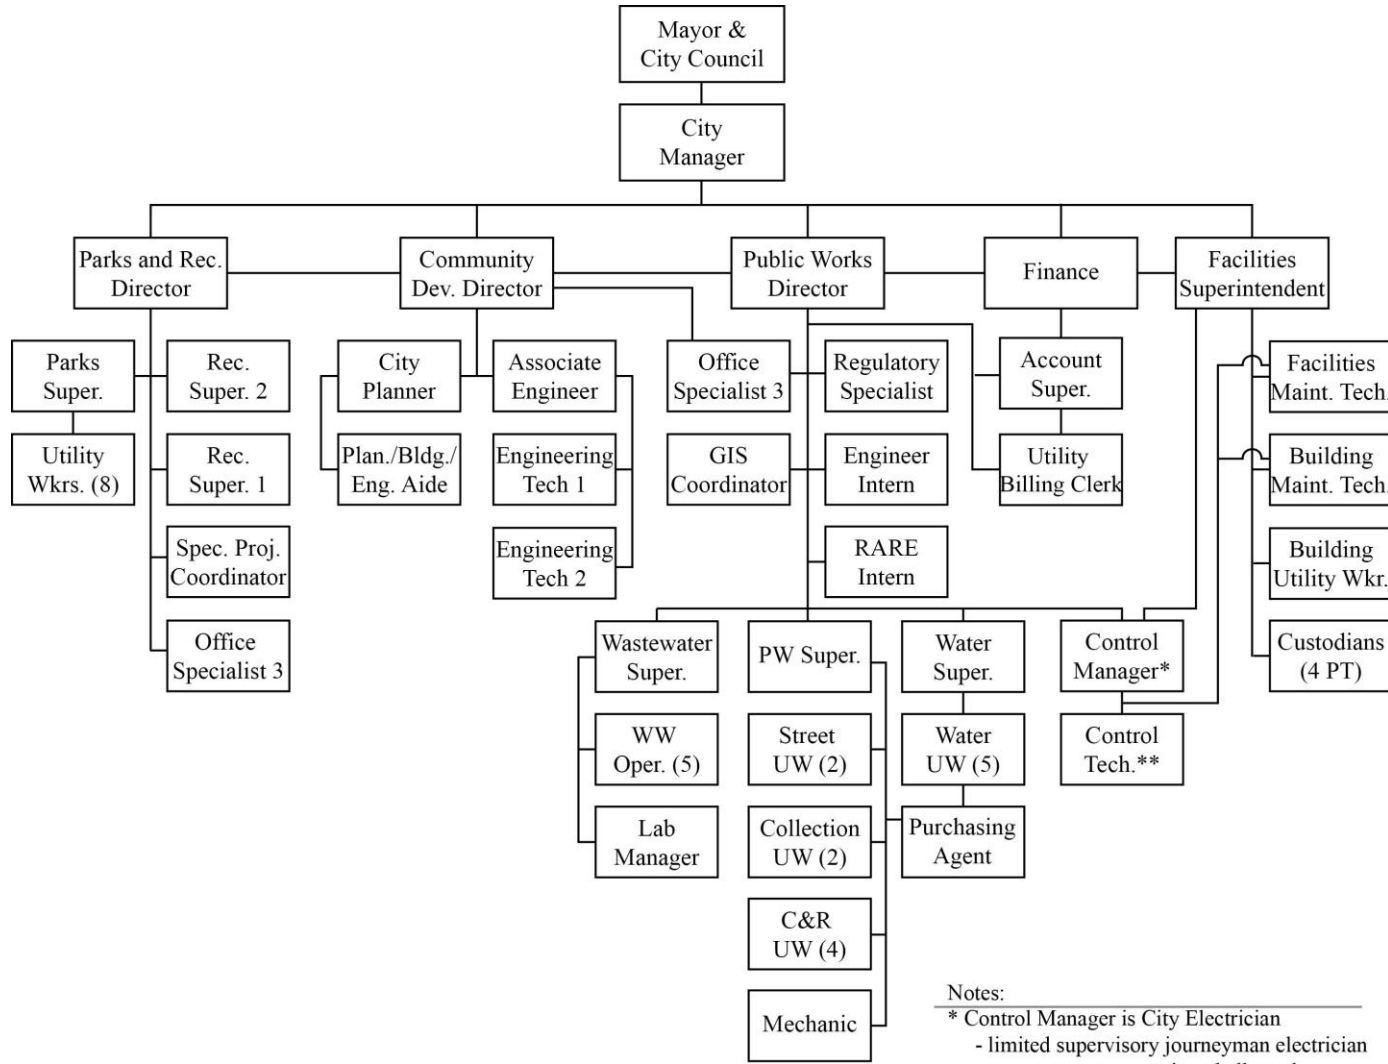 Mayor &
City Council
City
Manager
Parks and Rec.
Director
Community
Dev. Director
Public Works
Director
Finance
Facilities
Superintendent
Parks
Super.
Rec.
Super. 2
City
Planner
Associate
Engineer
Office
Specialist 3
Regulatory
Specialist
Account
Super.
Facilities
Maint. Tech.
Utility
Wkrs. (8)
Rec.
Super. 1
Plan./Bldg./
Eng. Aide
Engineering
Tech 1
GIS
Coordinator
Engineer
Intern
Utility
Billing Clerk
Building
Maint. Tech.
Spec. Proj.
Coordinator
Engineering
Tech 2
RARE
Intern
Building
Utility Wkr.
Office
Specialist 3
Wastewater
Super.
PW Super.
Water
Super.
Control
Manager*
Custodians
(4 PT)
WW
Oper. (5)
Street
UW (2)
Water
UW (5)
Control
Tech.**
Lab
Manager
Collection
UW (2)
Purchasing
Agent
C&R
UW (4)
Mechanic
Notes:
* Control Manager is City Electrician
- limited supervisory journeyman electrician